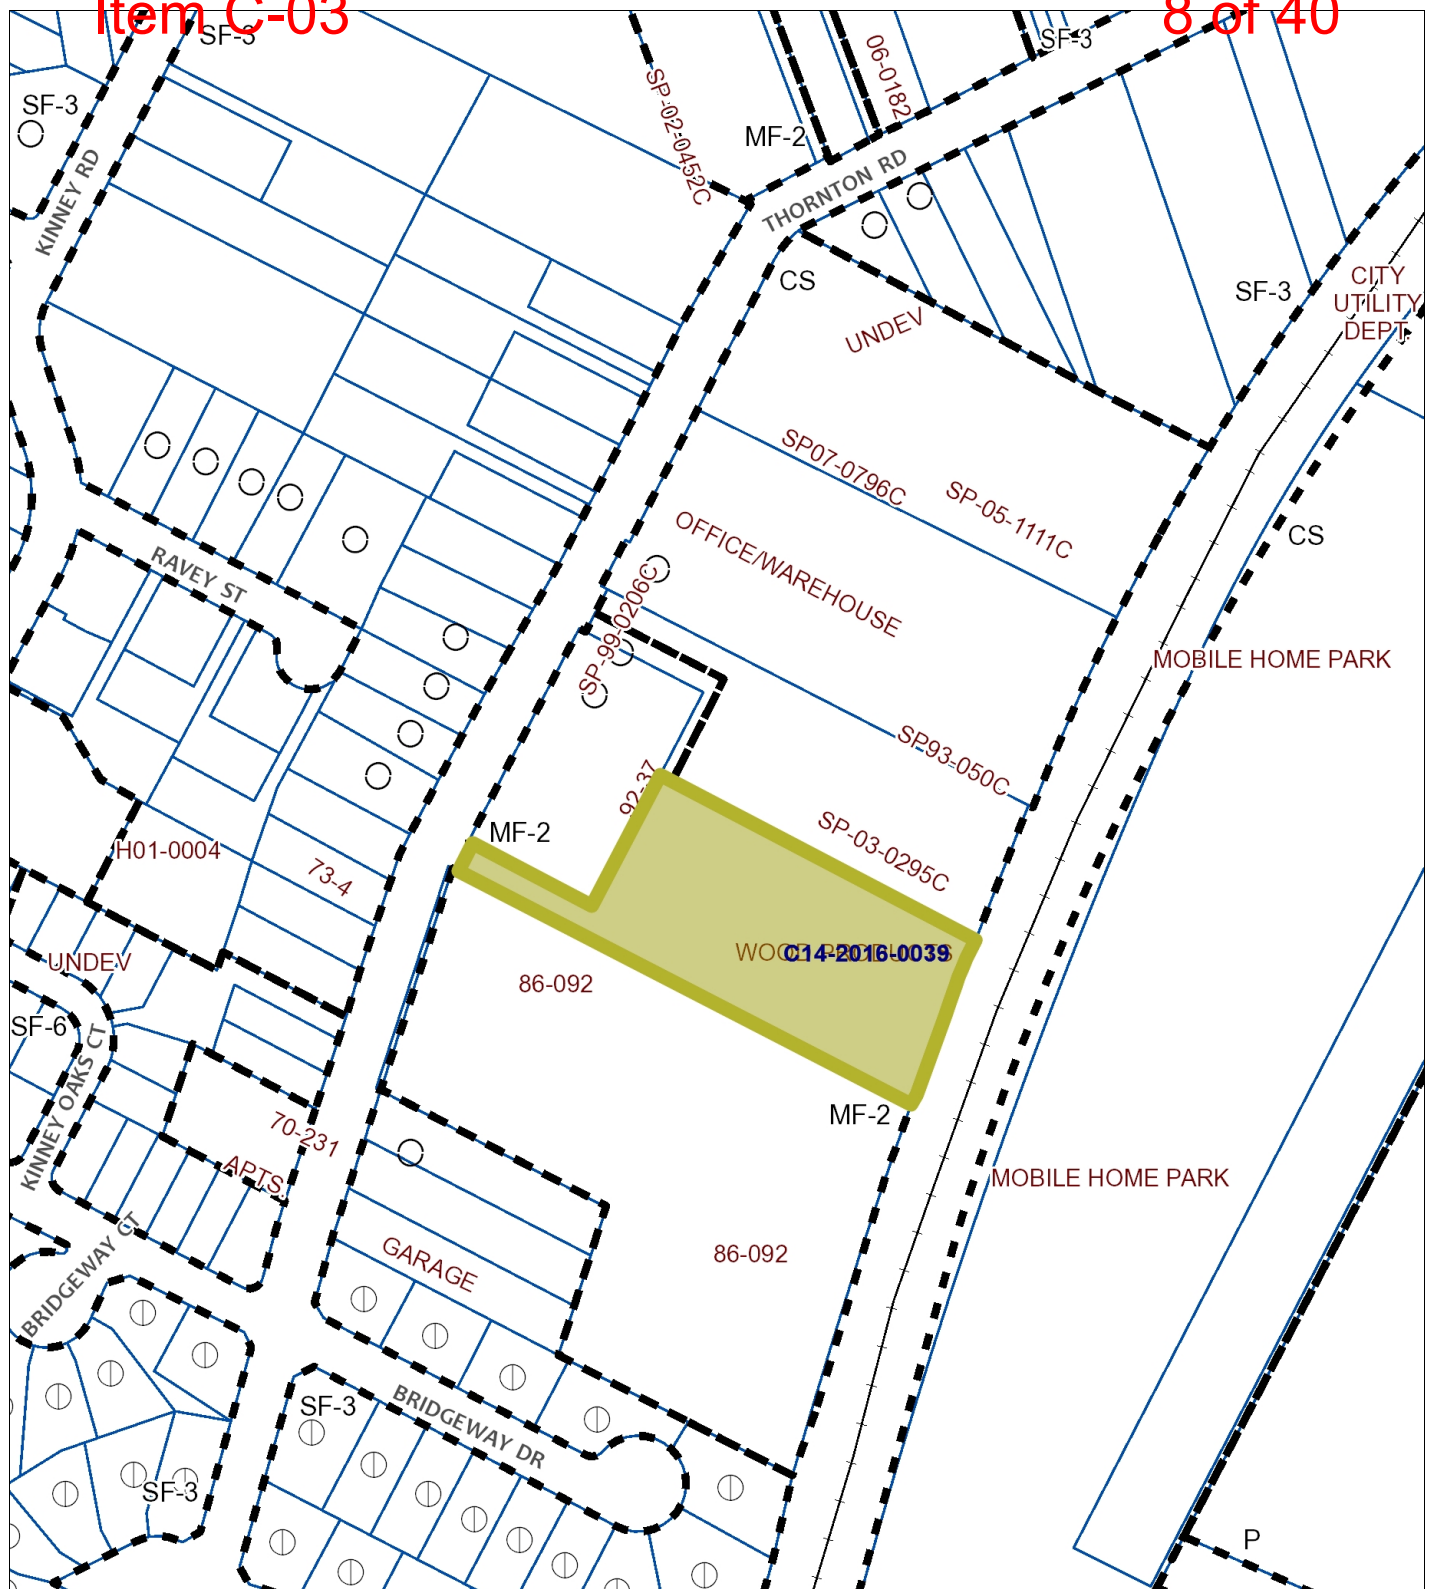 Item C-03
8 of 40
SF-3
SF-3
SF-3
KINNEY RD
SP-02-0452C
06-0182
MF-2
THORNTON RD
CS
UNDEV
SF-3
CITY
UTILITY
DEPT.
SP07-0796C
SP-05-1111C
OFFICE/WAREHOUSE
CS
RAVEY ST
SP-99-0206C
MOBILE HOME PARK
SP93-050C
92-37
MF-2
SP-03-0295C
H01-0004
73-4
WOOD PRODUCTS
C14-2016-0039
UNDEV
86-092
SF-6
KINNEY OAKS CT
MF-2
70-231
APTS.
MOBILE HOME PARK
BRIDGEWAY CT
GARAGE
86-092
SF-3
BRIDGEWAY DR
SF-3
P